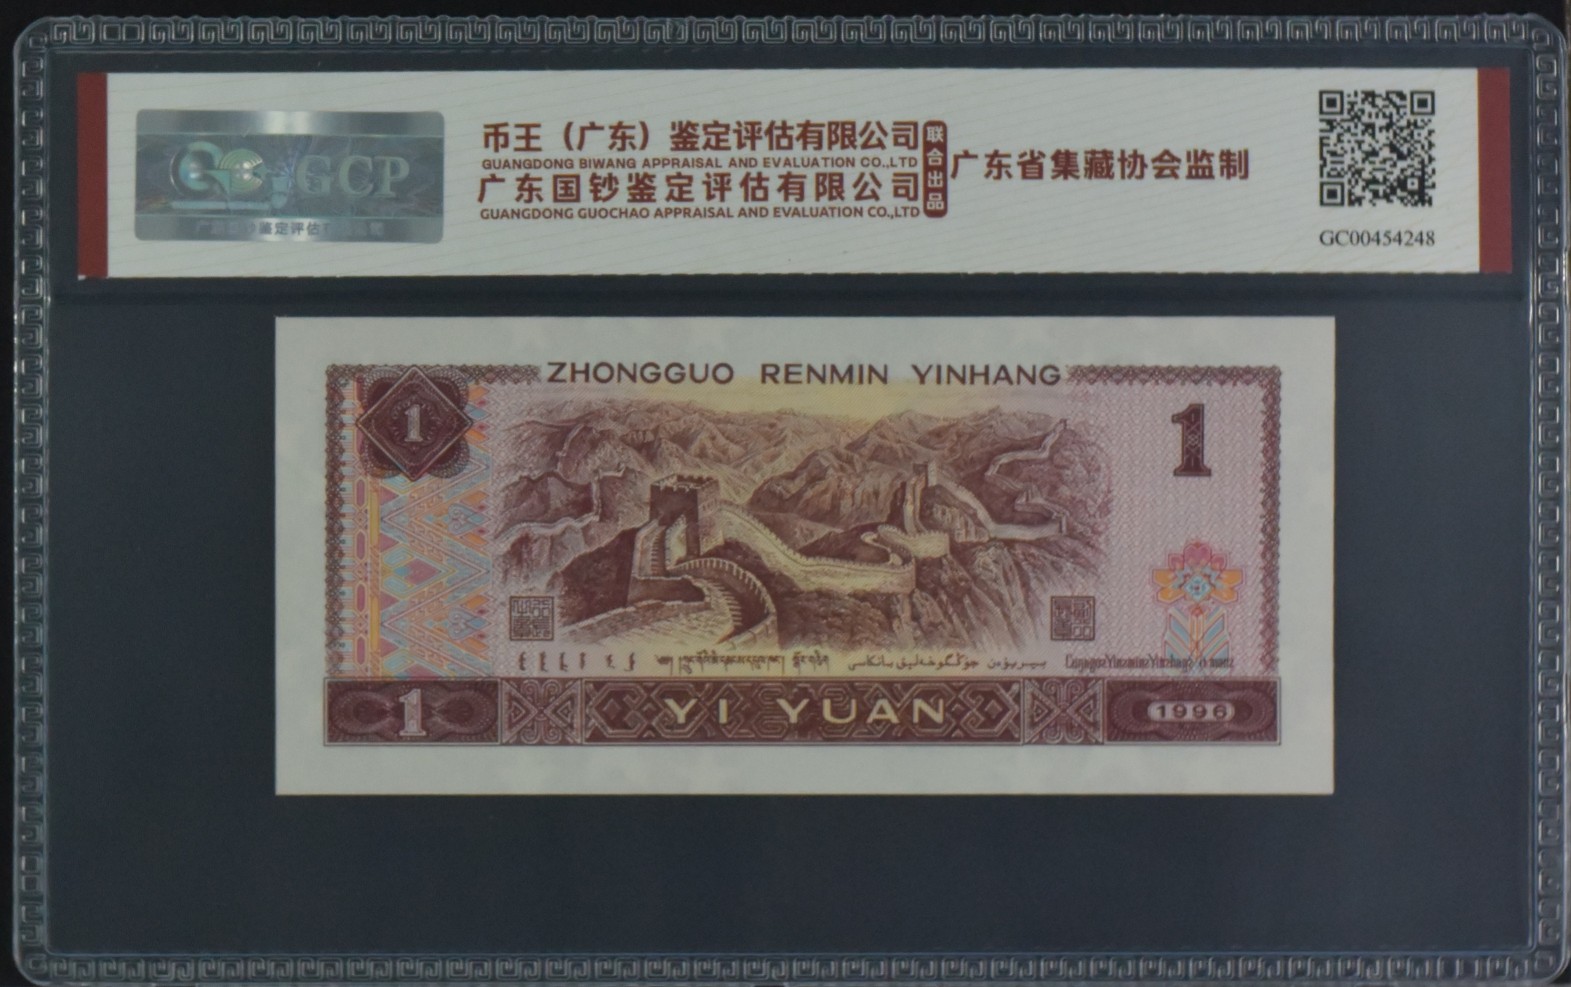 GCP
币王（广东）鉴定评估有限公司
GUANGDONG BIWANG APPRAISAL AND EVALUATION CO.,LTD
广东国钞鉴定评估有限公司
GUANGDONG GUOCHAO APPRAISAL AND EVALUATION CO.,LTD
联合出品
广东省集藏协会监制
GC00454248
ZHONGGUO RENMIN YINHANG
1
1
1
YI YUAN
1996